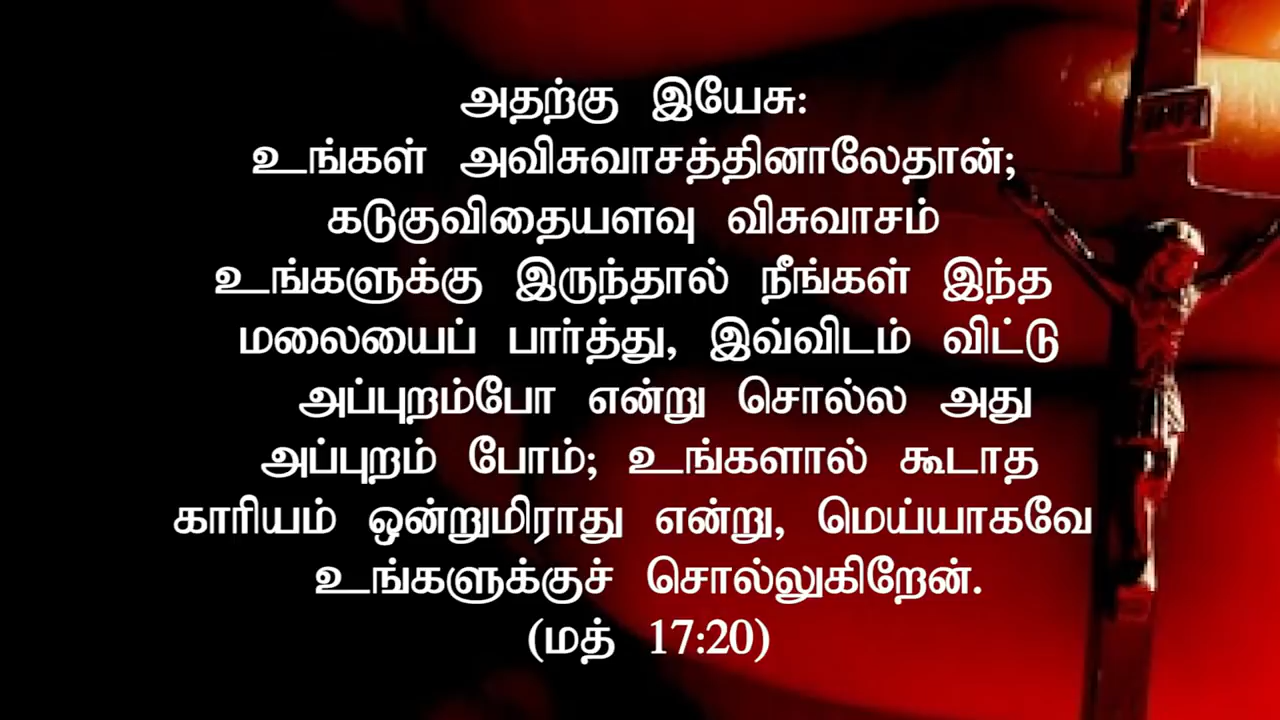 அதற்கு இயேசு:
உங்கள் அவிசுவாசத்தினாலேதான்;
கடுகுவிதையளவு விசுவாசம்
உங்களுக்கு இருந்தால் நீங்கள் இந்த
மலையைப் பார்த்து, இவ்விடம் விட்டு
அப்புறம்போ என்று சொல்ல அது
அப்புறம் போம்; உங்களால் கூடாத
காரியம் ஒன்றுமிராது என்று, மெய்யாகவே
உங்களுக்குச் சொல்லுகிறேன்.
(மத் 17:20)